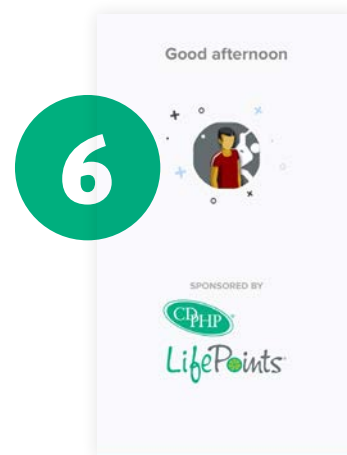 Good afternoon
6
SPONSORED BY
CDPHP®
LifePoints